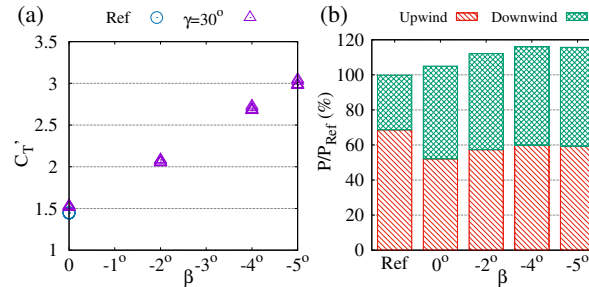 (a)
Ref γ=30°
3.5
3
2.5
2
1.5
1
C_T'
0 -1° -2° -3° -4° -5°
β
(b)
Upwind Downwind
120
100
80
60
40
20
0
P/P_Ref (%)
Ref 0° -2° -4° -5°
β